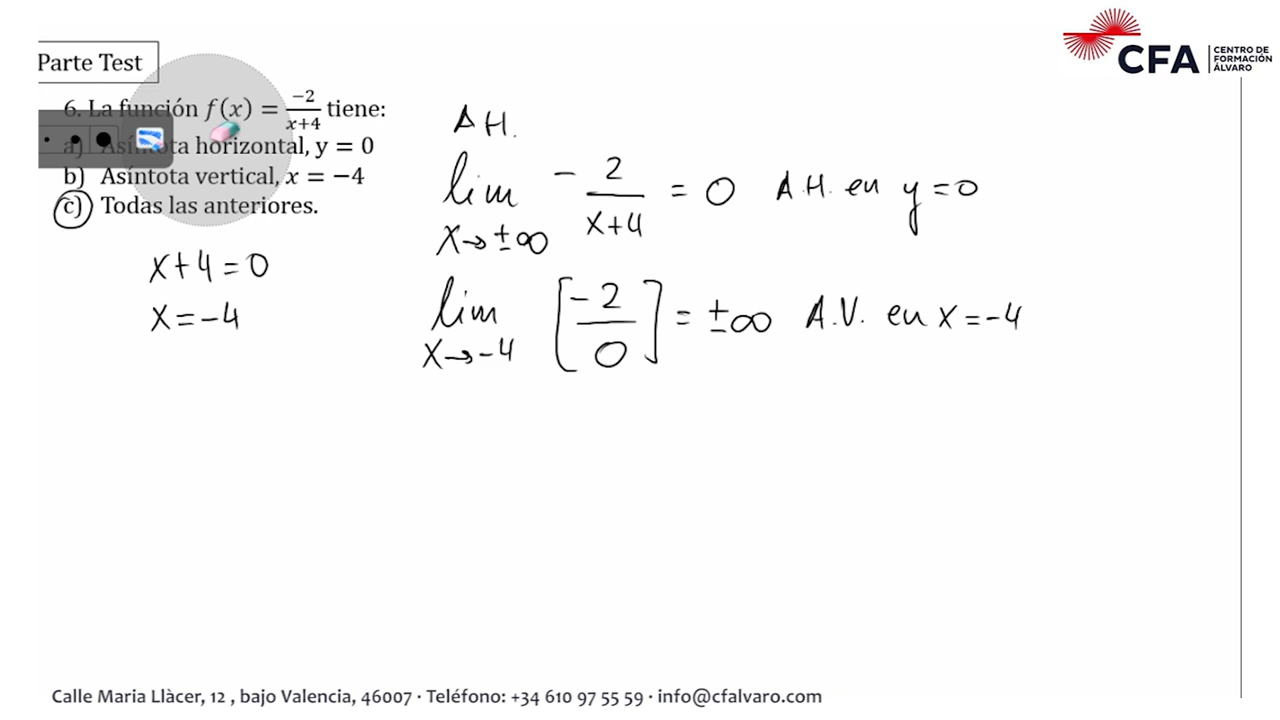 Parte Test
CFA
CENTRO DE
FORMACIÓN
ÁLVARO
6. La función f(x) = -2/x+4 tiene:
a) Asíntota horizontal, y = 0
b) Asíntota vertical, x = −4
c) Todas las anteriores.
x+4=0
x=-4
AH.
lim x→±∞ - 2/x+4 = 0 A.H. en y=0
lim x→-4 [-2/0] = ±∞ A.V. en x=-4
Calle Maria Llàcer, 12 , bajo Valencia, 46007 · Teléfono: +34 610 97 55 59 · info@cfalvaro.com